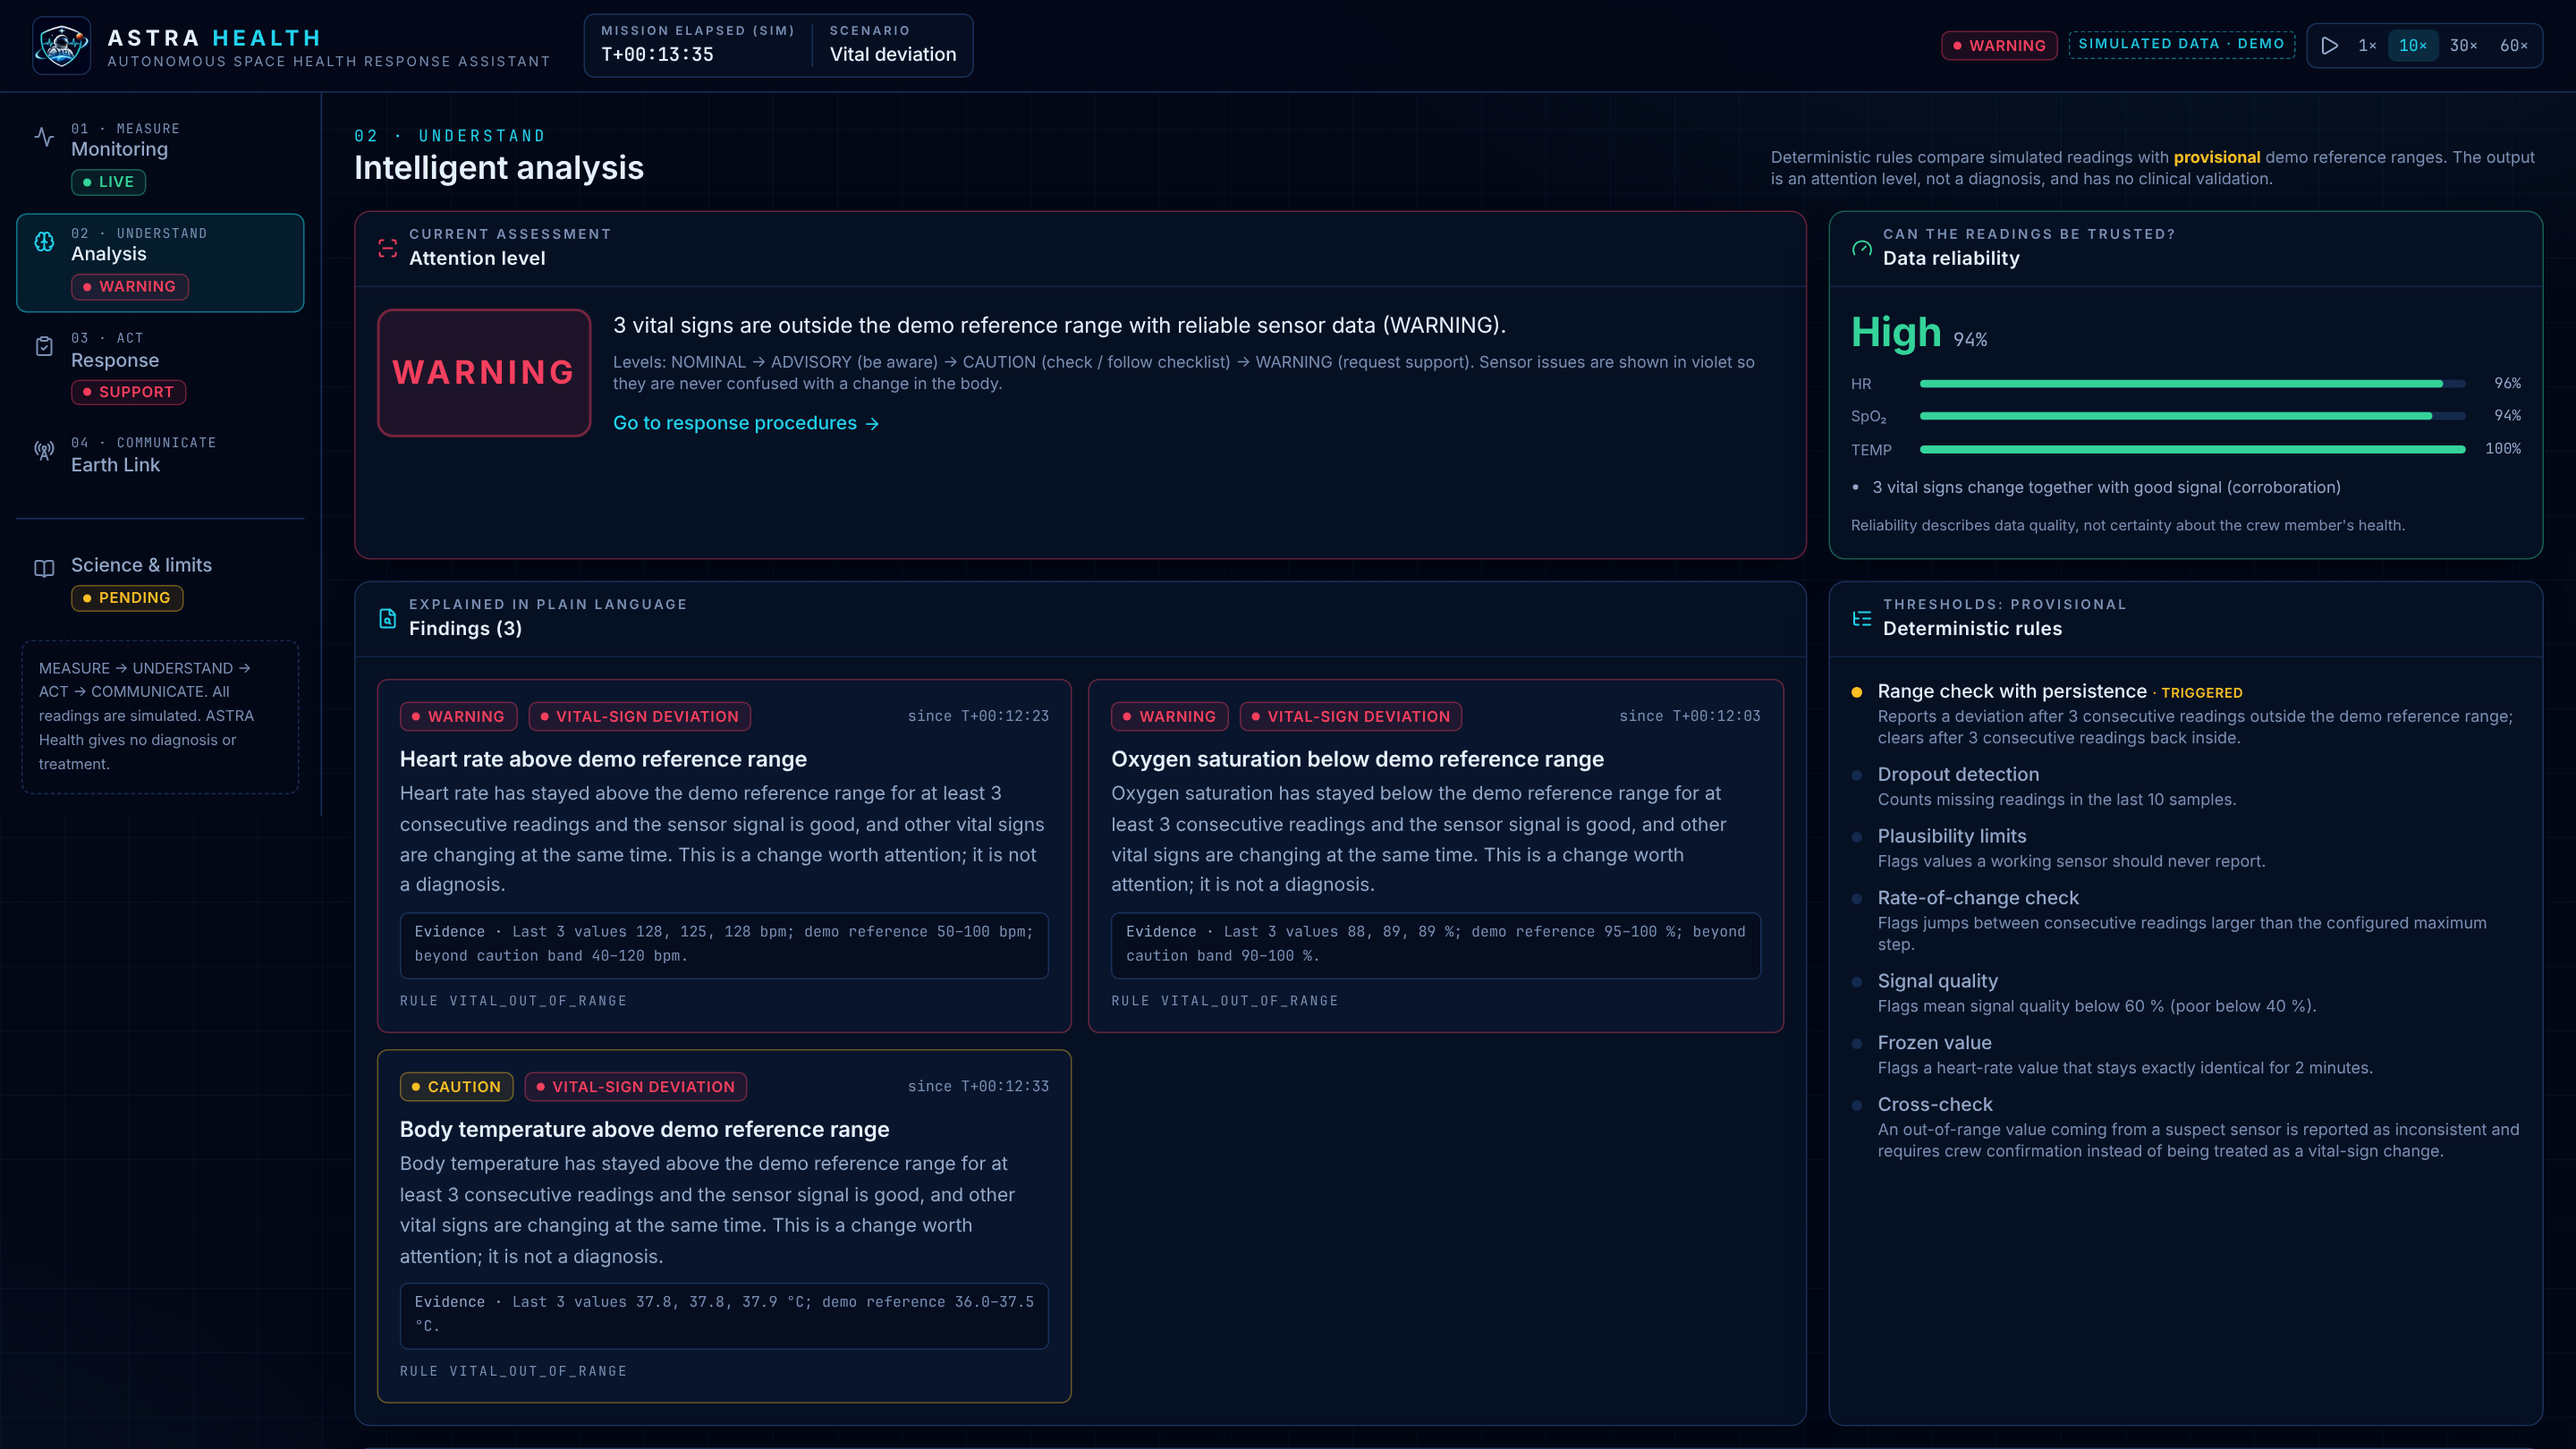 ASTRA HEALTH
AUTONOMOUS SPACE HEALTH RESPONSE ASSISTANT
MISSION ELAPSED (SIM)
T+00:13:35
SCENARIO
Vital deviation
WARNING
SIMULATED DATA · DEMO
1×
10×
30×
60×
01 · MEASURE
Monitoring
LIVE
02 · UNDERSTAND
Analysis
WARNING
03 · ACT
Response
SUPPORT
04 · COMMUNICATE
Earth Link
Science & limits
PENDING
MEASURE → UNDERSTAND →
ACT → COMMUNICATE. All
readings are simulated. ASTRA
Health gives no diagnosis or
treatment.
02 · UNDERSTAND
Intelligent analysis
Deterministic rules compare simulated readings with provisional demo reference ranges. The output
is an attention level, not a diagnosis, and has no clinical validation.
CURRENT ASSESSMENT
Attention level
WARNING
3 vital signs are outside the demo reference range with reliable sensor data (WARNING).
Levels: NOMINAL → ADVISORY (be aware) → CAUTION (check / follow checklist) → WARNING (request support). Sensor issues are shown in violet so
they are never confused with a change in the body.
Go to response procedures →
CAN THE READINGS BE TRUSTED?
Data reliability
High 94%
HR 96%
SpO₂ 94%
TEMP 100%
• 3 vital signs change together with good signal (corroboration)
Reliability describes data quality, not certainty about the crew member's health.
EXPLAINED IN PLAIN LANGUAGE
Findings (3)
WARNING
VITAL-SIGN DEVIATION
since T+00:12:23
Heart rate above demo reference range
Heart rate has stayed above the demo reference range for at least 3
consecutive readings and the sensor signal is good, and other vital signs
are changing at the same time. This is a change worth attention; it is not
a diagnosis.
Evidence · Last 3 values 128, 125, 128 bpm; demo reference 50–100 bpm;
beyond caution band 40–120 bpm.
RULE VITAL_OUT_OF_RANGE
WARNING
VITAL-SIGN DEVIATION
since T+00:12:03
Oxygen saturation below demo reference range
Oxygen saturation has stayed below the demo reference range for at
least 3 consecutive readings and the sensor signal is good, and other
vital signs are changing at the same time. This is a change worth
attention; it is not a diagnosis.
Evidence · Last 3 values 88, 89, 89 %; demo reference 95–100 %; beyond
caution band 90–100 %.
RULE VITAL_OUT_OF_RANGE
CAUTION
VITAL-SIGN DEVIATION
since T+00:12:33
Body temperature above demo reference range
Body temperature has stayed above the demo reference range for at
least 3 consecutive readings and the sensor signal is good, and other
vital signs are changing at the same time. This is a change worth
attention; it is not a diagnosis.
Evidence · Last 3 values 37.8, 37.8, 37.9 °C; demo reference 36.0–37.5
°C.
RULE VITAL_OUT_OF_RANGE
THRESHOLDS: PROVISIONAL
Deterministic rules
Range check with persistence · TRIGGERED
Reports a deviation after 3 consecutive readings outside the demo reference range;
clears after 3 consecutive readings back inside.
Dropout detection
Counts missing readings in the last 10 samples.
Plausibility limits
Flags values a working sensor should never report.
Rate-of-change check
Flags jumps between consecutive readings larger than the configured maximum
step.
Signal quality
Flags mean signal quality below 60 % (poor below 40 %).
Frozen value
Flags a heart-rate value that stays exactly identical for 2 minutes.
Cross-check
An out-of-range value coming from a suspect sensor is reported as inconsistent and
requires crew confirmation instead of being treated as a vital-sign change.